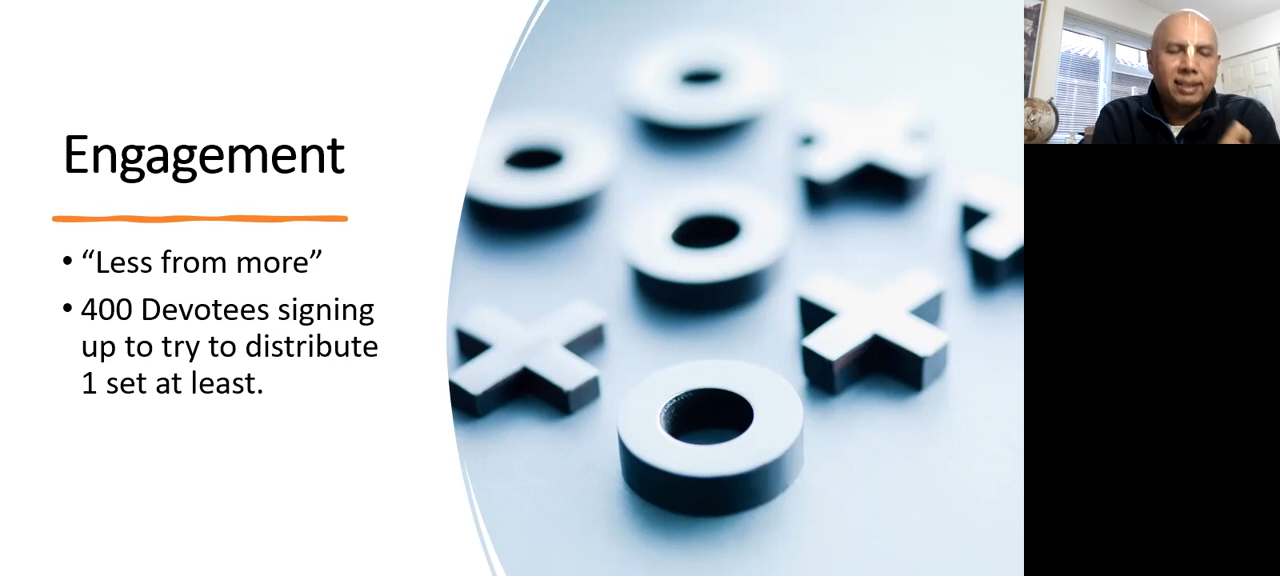 Engagement
• “Less from more”
• 400 Devotees signing
up to try to distribute
1 set at least.